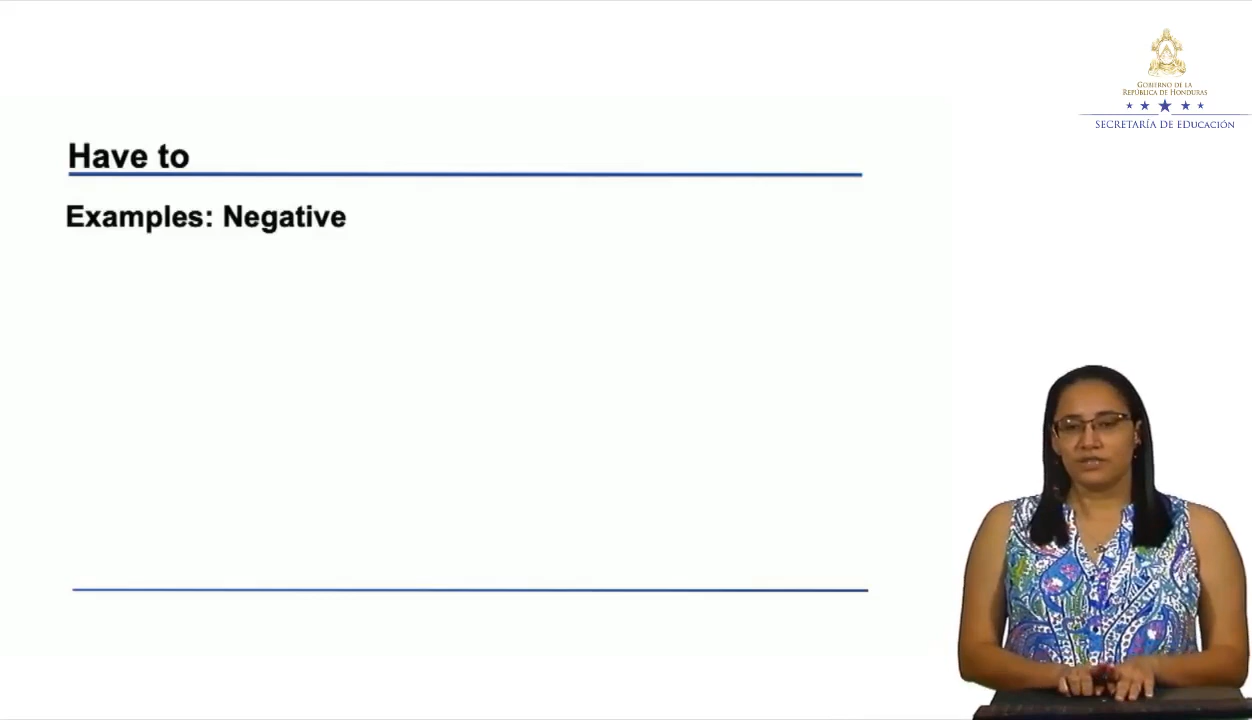 GOBIERNO DE LA
REPÚBLICA DE HONDURAS
SECRETARÍA DE EDUCACIÓN
Have to
Examples: Negative